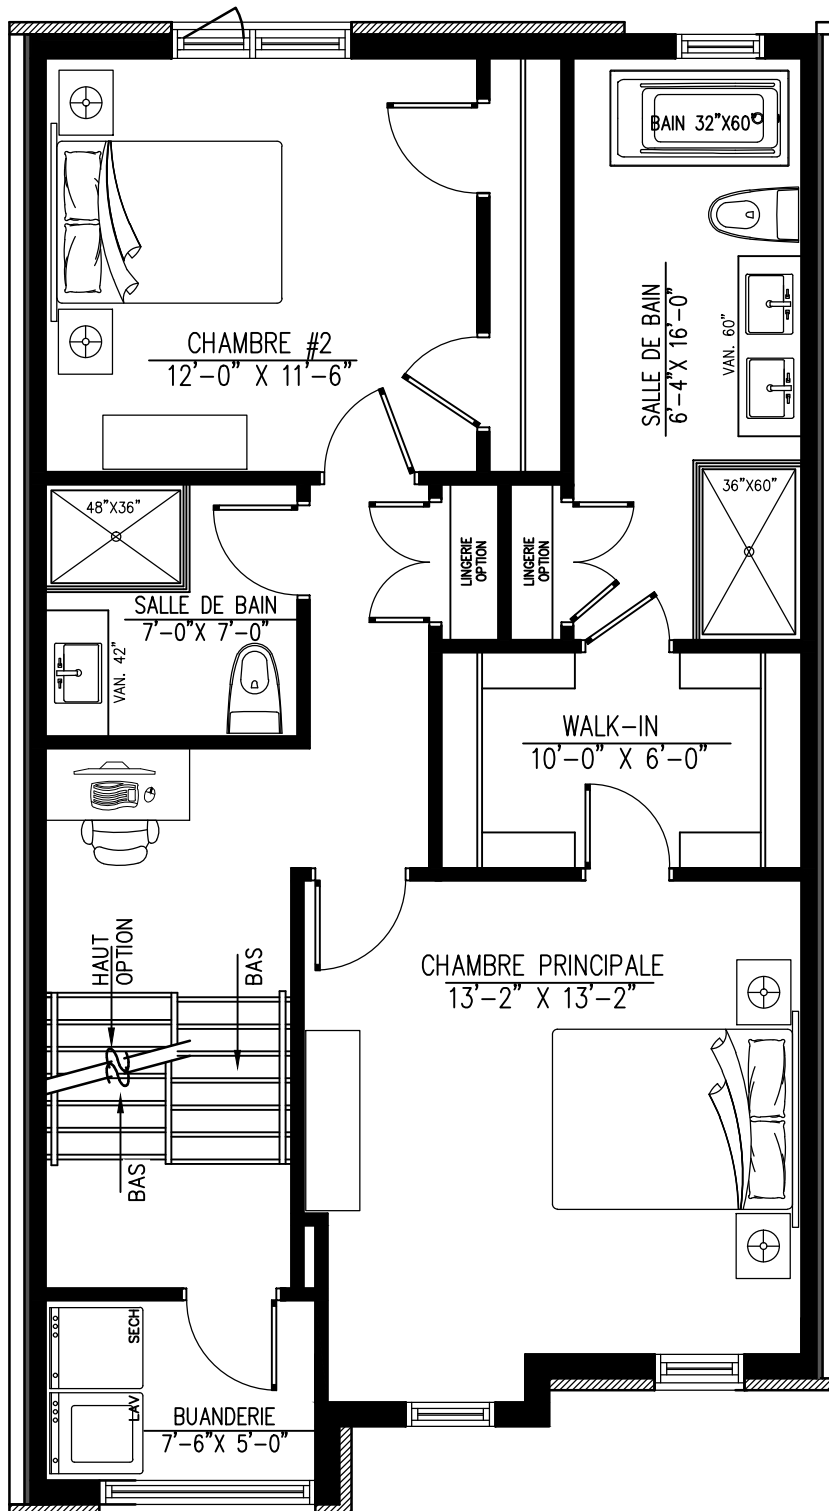 BAIN 32"X60"
CHAMBRE #2
12'-0" X 11'-6"
SALLE DE BAIN
6'-4"X 16'-0"
VAN. 60"
48"X36"
36"X60"
LINGERIE
OPTION
LINGERIE
OPTION
SALLE DE BAIN
7'-0"X 7'-0"
VAN. 42"
WALK-IN
10'-0" X 6'-0"
HAUT
OPTION
BAS
CHAMBRE PRINCIPALE
13'-2" X 13'-2"
BAS
SECH
LAV
BUANDERIE
7'-6"X 5'-0"